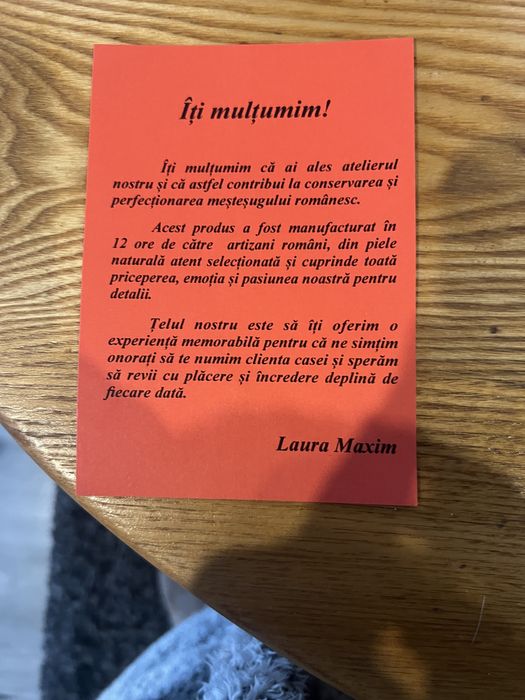 Îți mulțumim!
Îți mulțumim că ai ales atelierul
nostru și că astfel contribui la conservarea și
perfecționarea meșteșugului românesc.
Acest produs a fost manufacturat în
12 ore de către artizani români, din piele
naturală atent selecționată și cuprinde toată
priceperea, emoția și pasiunea noastră pentru
detalii.
Țelul nostru este să îți oferim o
experiență memorabilă pentru că ne simțim
onorați să te numim clienta casei și sperăm
să revii cu plăcere și încredere deplină de
fiecare dată.
Laura Maxim